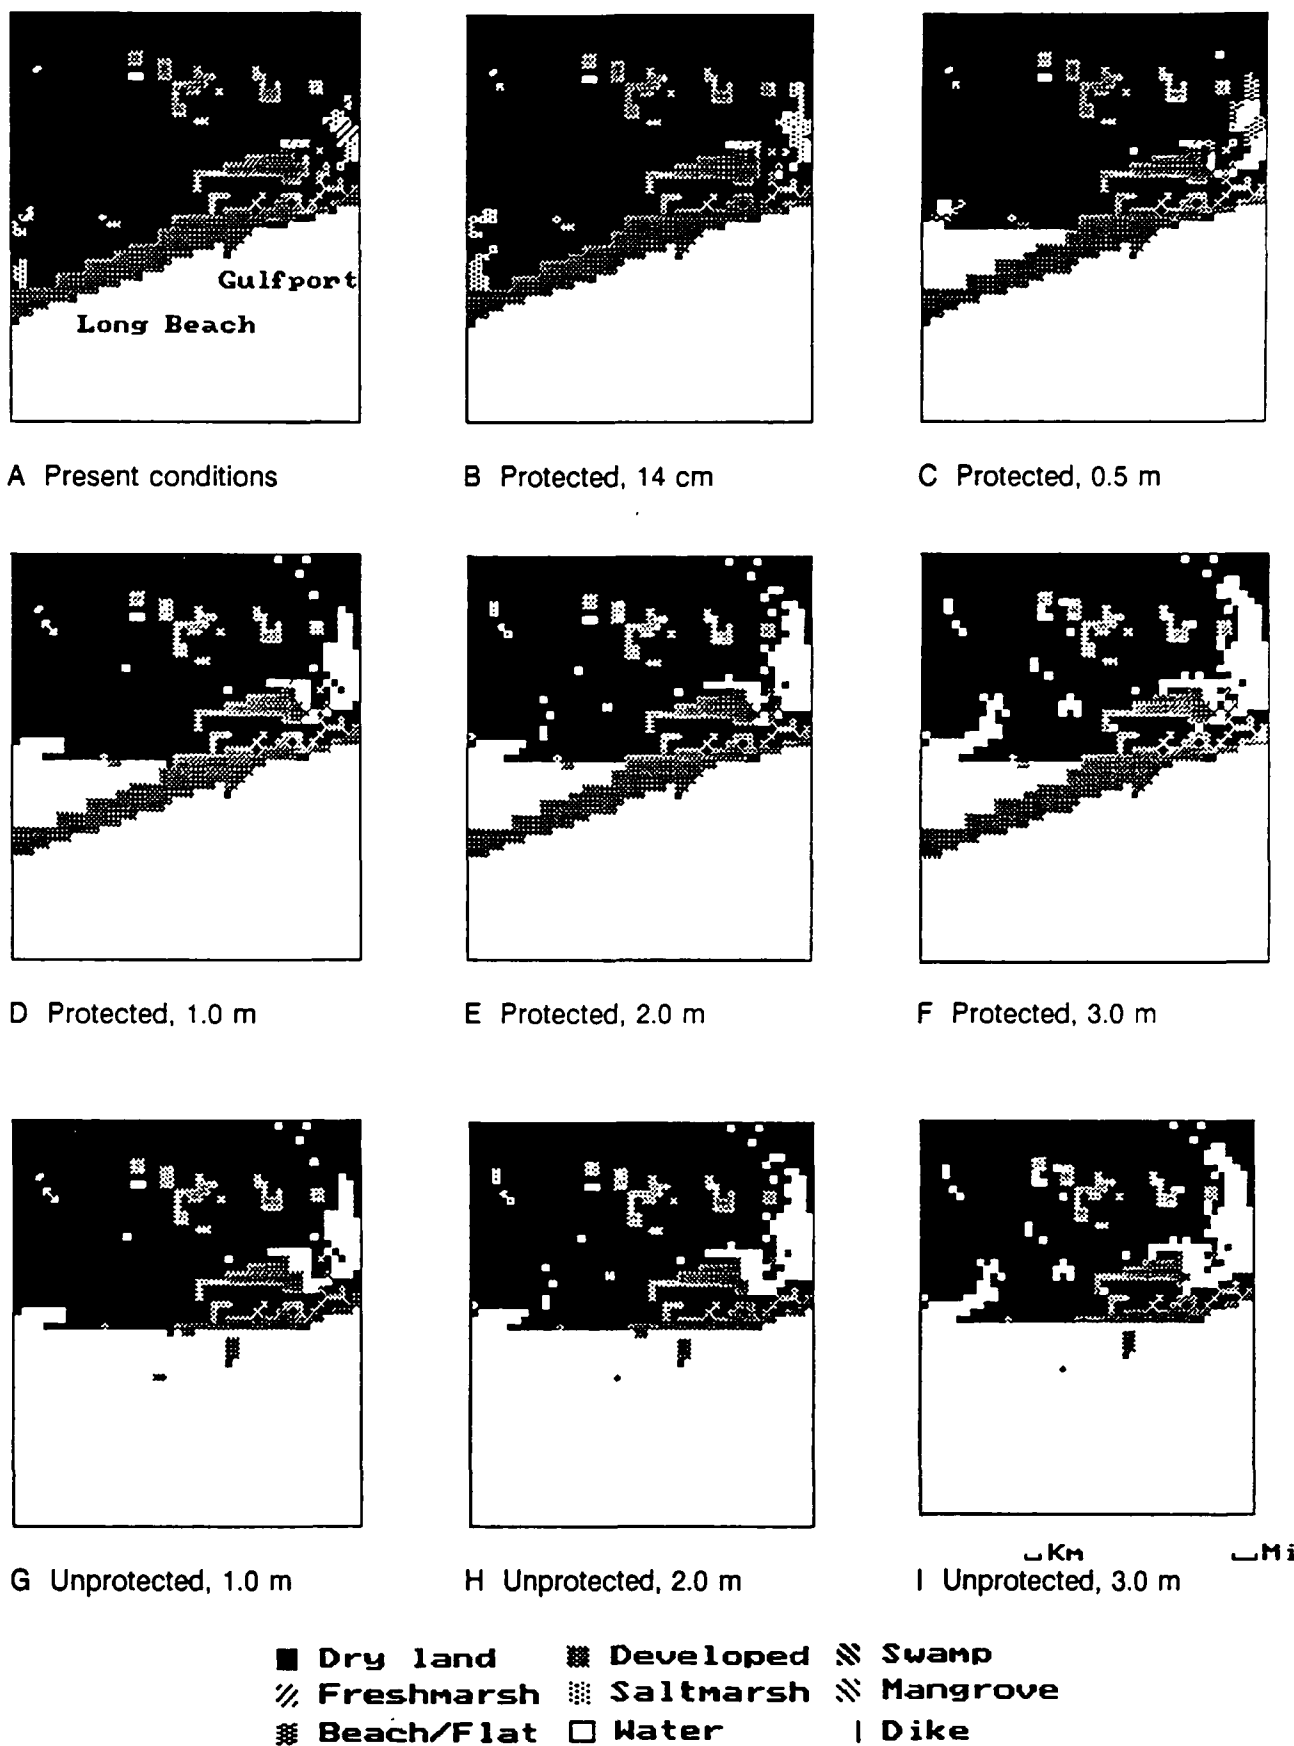 Gulfport
Long Beach
A Present conditions
B Protected, 14 cm
C Protected, 0.5 m
D Protected, 1.0 m
E Protected, 2.0 m
F Protected, 3.0 m
Km
Mi
G Unprotected, 1.0 m
H Unprotected, 2.0 m
I Unprotected, 3.0 m
Dry land
Developed
Swamp
Freshmarsh
Saltmarsh
Mangrove
Beach/Flat
Water
Dike